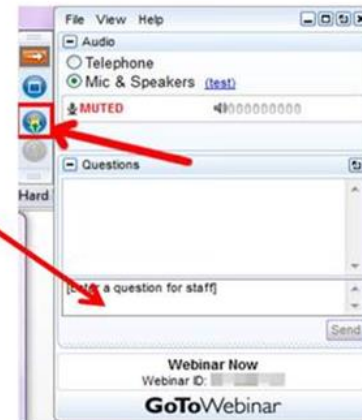 File View Help
Audio
Telephone
Mic & Speakers (test)
MUTED
Questions
Hard
[Enter a question for staff]
Send
Webinar Now
Webinar ID:
GoToWebinar